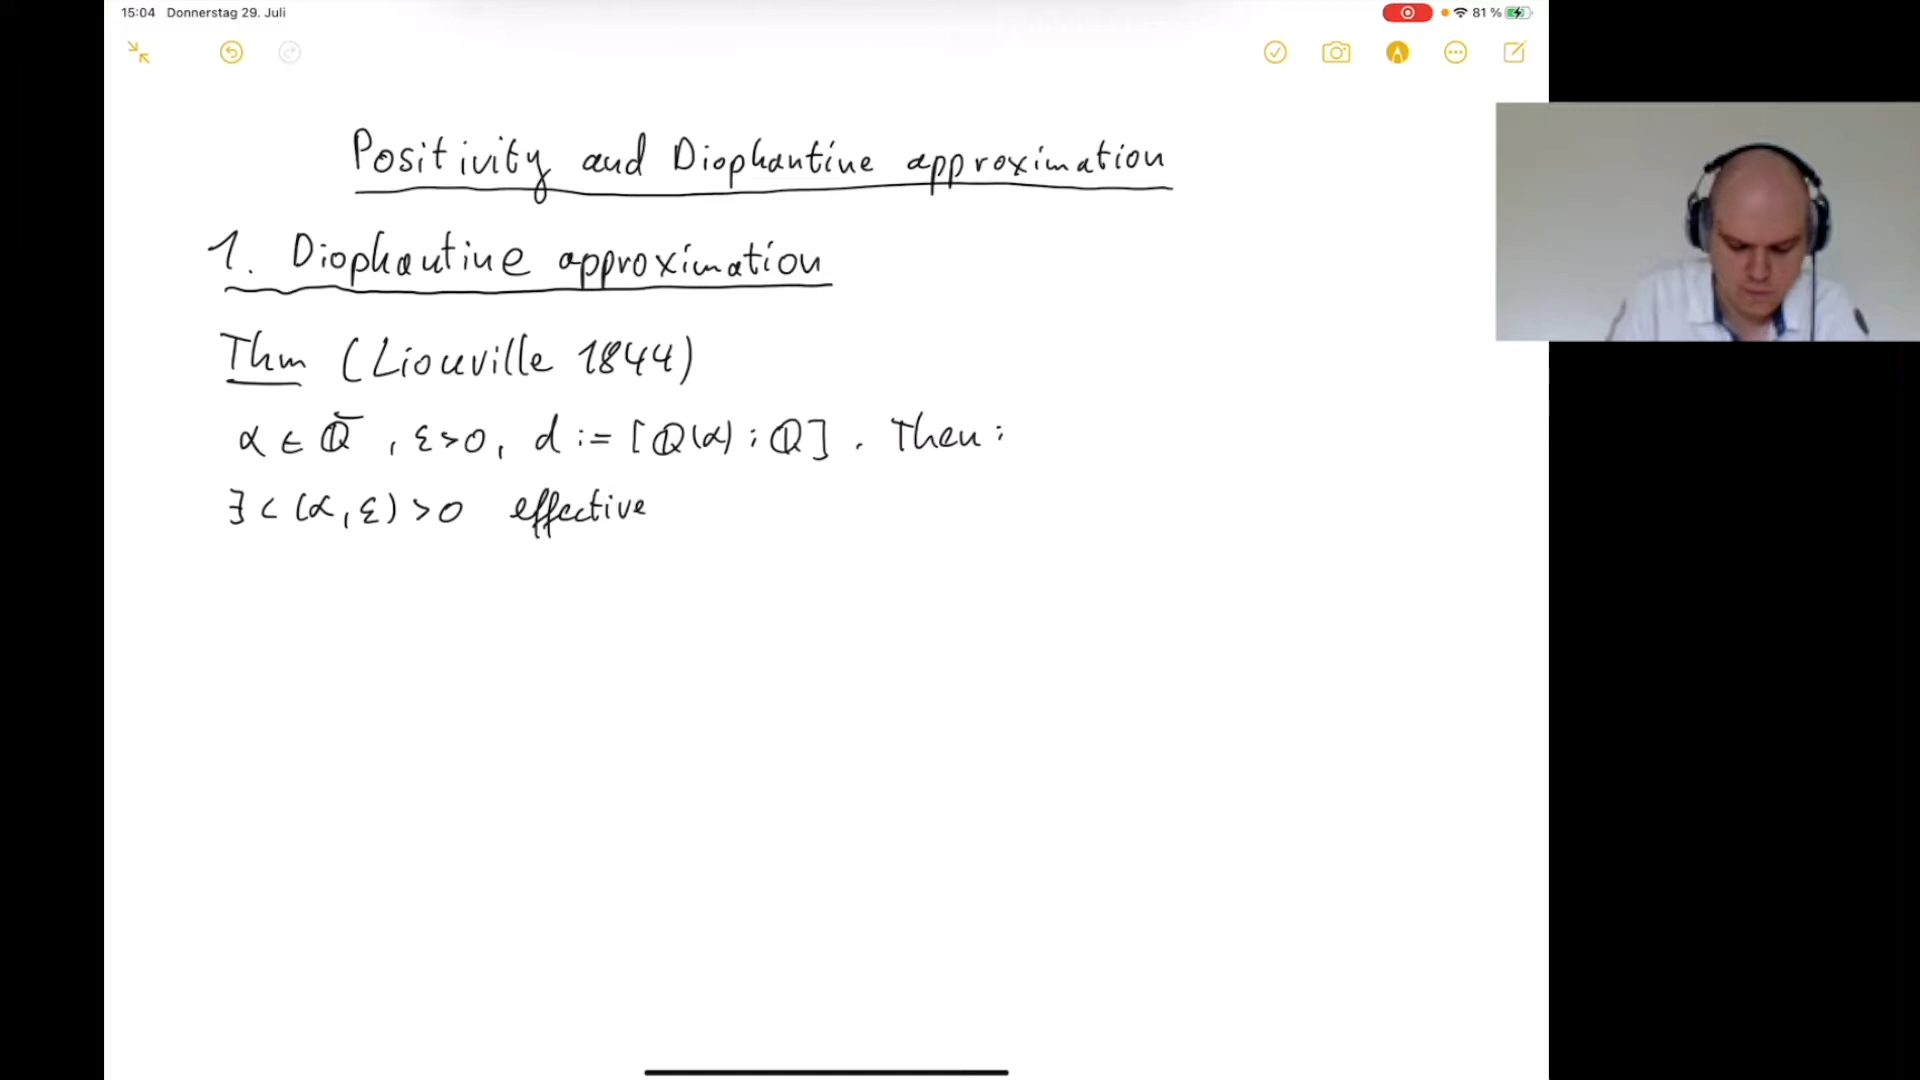 15:04 Donnerstag 29. Juli 81 %
Positivity and Diophantine approximation
1. Diophantine approximation
Thm (Liouville 1844)
α ∈ ℚ̄, ε>0, d := [ℚ(α) : ℚ]. Then:
∃ c (α, ε) > 0 effective